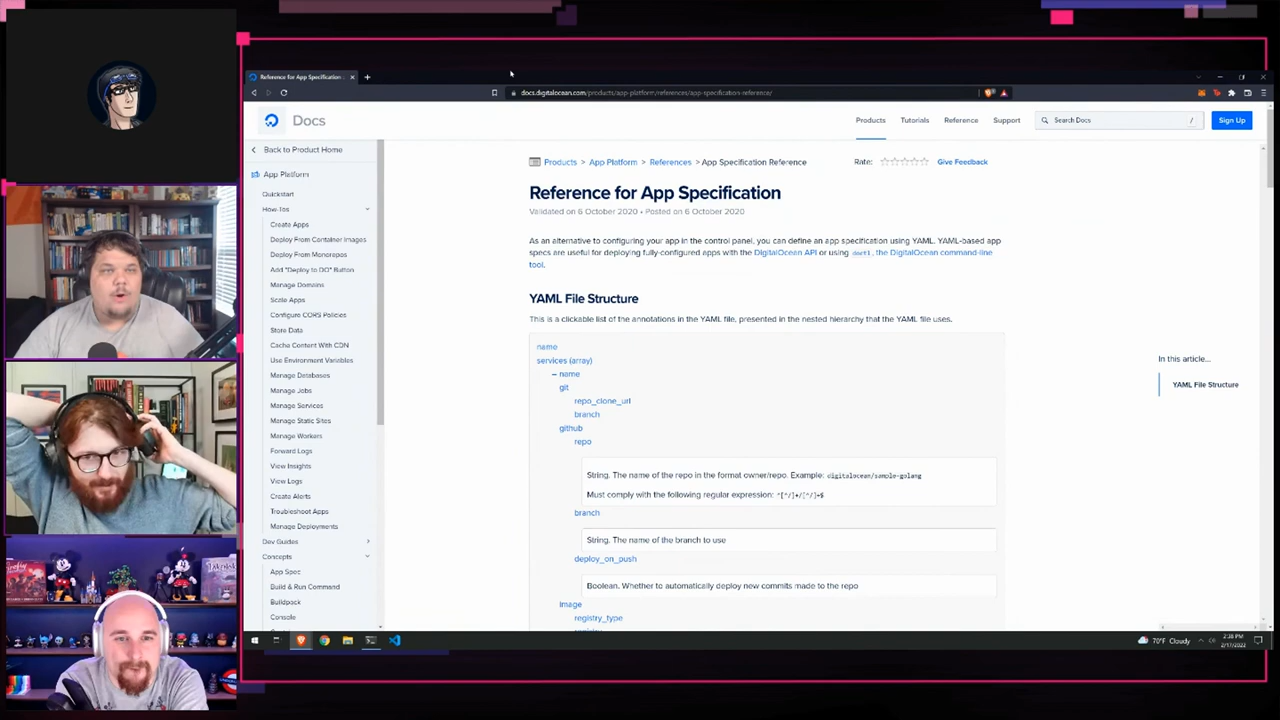 Reference for App Specification :
docs.digitalocean.com/products/app-platform/references/app-specification-reference/
Docs
Products
Tutorials
Reference
Support
Search Docs
/
Sign Up
Back to Product Home
App Platform
Quickstart
How-Tos
Create Apps
Deploy From Container Images
Deploy From Monorepos
Add "Deploy to DO" Button
Manage Domains
Scale Apps
Configure CORS Policies
Store Data
Cache Content With CDN
Use Environment Variables
Manage Databases
Manage Jobs
Manage Services
Manage Static Sites
Manage Workers
Forward Logs
View Insights
View Logs
Create Alerts
Troubleshoot Apps
Manage Deployments
Dev Guides
Concepts
App Spec
Build & Run Command
Buildpack
Console
Products > App Platform > References > App Specification Reference
Rate:
Give Feedback
Reference for App Specification
Validated on 6 October 2020 • Posted on 6 October 2020
As an alternative to configuring your app in the control panel, you can define an app specification using YAML. YAML-based app
specs are useful for deploying fully-configured apps with the DigitalOcean API or using doctl, the DigitalOcean command-line
tool.
YAML File Structure
This is a clickable list of the annotations in the YAML file, presented in the nested hierarchy that the YAML file uses.
name
services (array)
– name
git
repo_clone_url
branch
github
repo
String. The name of the repo in the format owner/repo. Example: digitalocean/sample-golang
Must comply with the following regular expression: ^[^/]+/[^/]+$
branch
String. The name of the branch to use
deploy_on_push
Boolean. Whether to automatically deploy new commits made to the repo
image
registry_type
registry
In this article...
YAML File Structure
70°F Cloudy
2:38 PM
2/17/2022